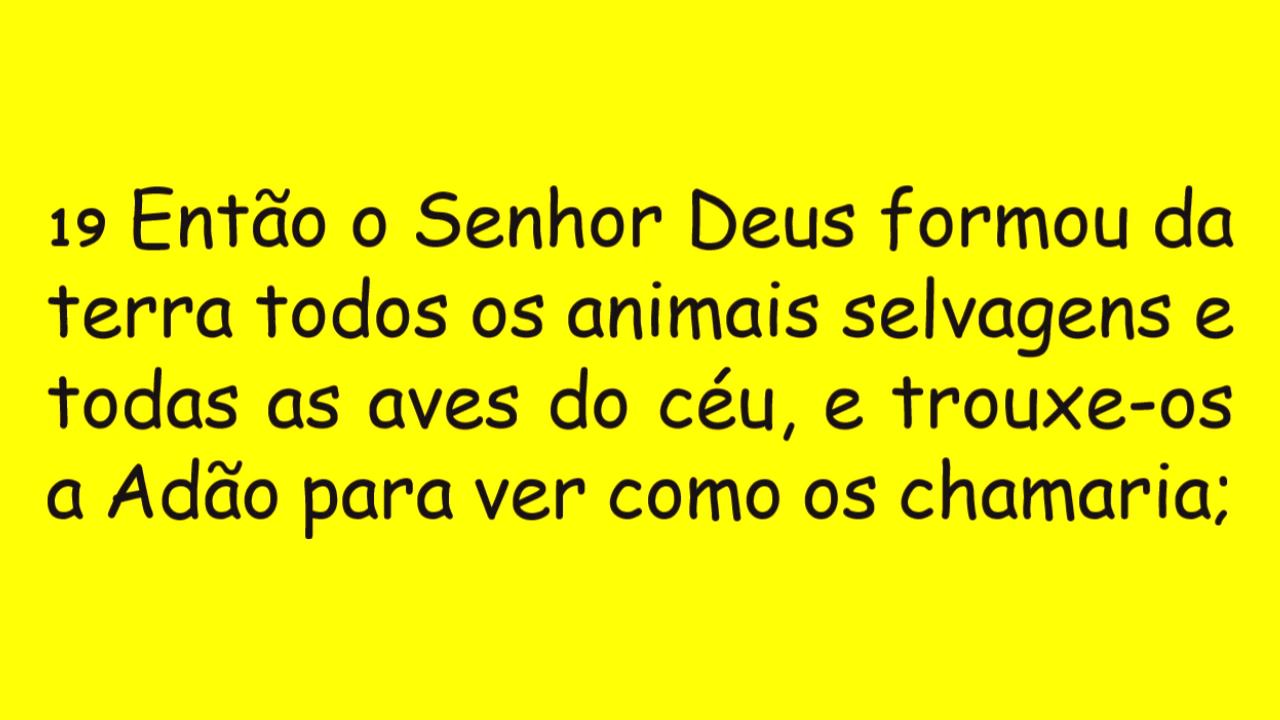 19 Então o Senhor Deus formou da
terra todos os animais selvagens e
todas as aves do céu, e trouxe-os
a Adão para ver como os chamaria;